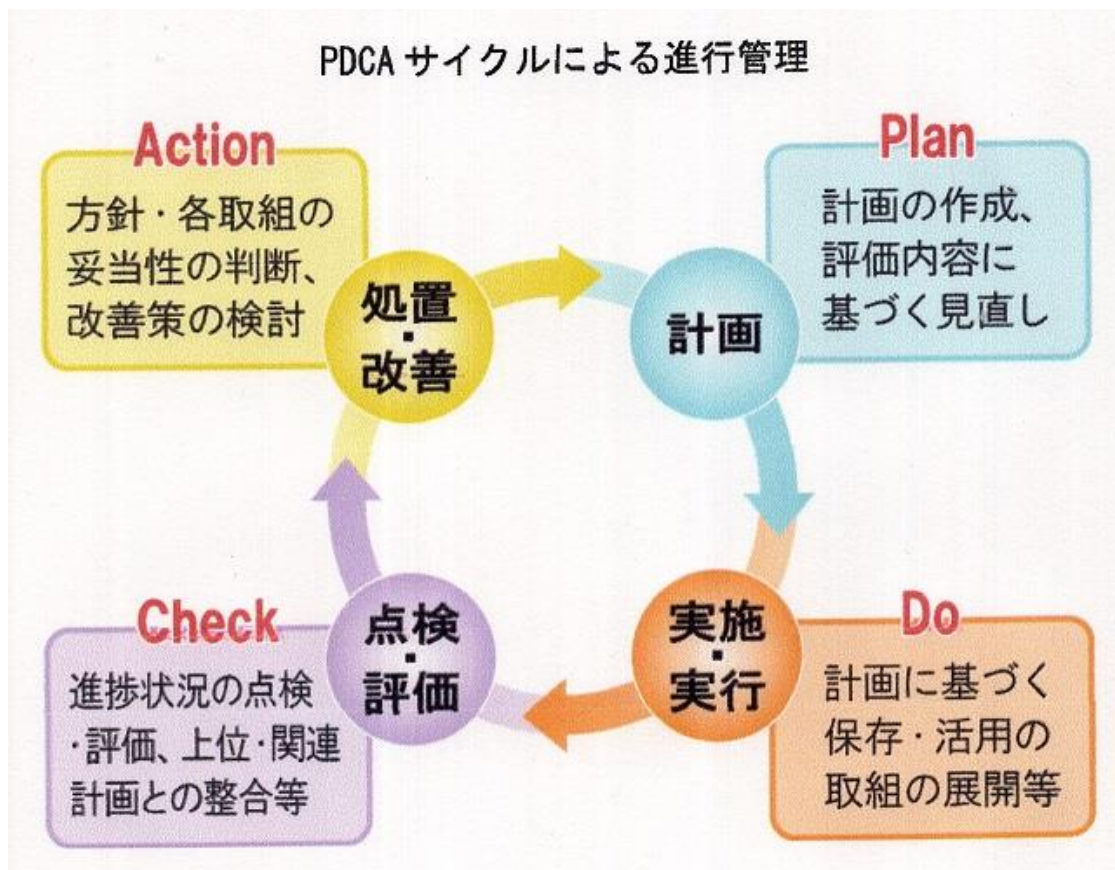 PDCAサイクルによる進行管理
Action
方針・各取組の
妥当性の判断、
改善策の検討
処置
・
改善
Plan
計画の作成、
評価内容に
基づく見直し
計画
Check
進捗状況の点検
・評価、上位・関連
計画との整合等
点検
・
評価
Do
計画に基づく
保存・活用の
取組の展開等
実施
・
実行